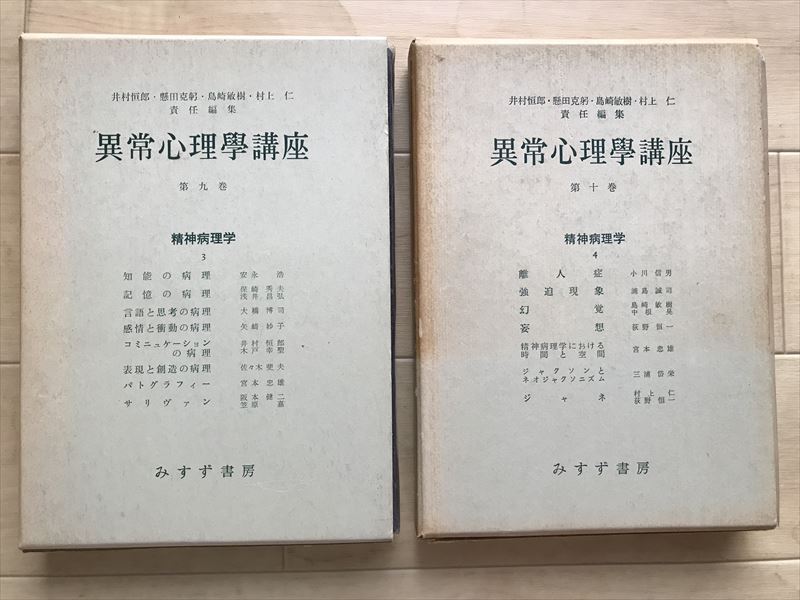 井村恒郎・懸田克躬・島崎敏樹・村上 仁
責任編集
異常心理學講座
第九巻
精神病理学
3
知能の病理 安永 浩
記憶の病理 保崎秀夫 浅井昌弘
言語と思考の病理 大橋博司
感情と衝動の病理 矢崎妙子
コミュニケーションの病理 井村恒郎 木戸幸聖
表現と創造の病理 佐々木斐夫
パトグラフィー 宮本忠雄
サリヴァン 阪本健二 笠原 嘉
みすず書房
井村恒郎・懸田克躬・島崎敏樹・村上 仁
責任編集
異常心理學講座
第十巻
精神病理学
4
離人症 小川信男
強迫現象 浦島誠司
幻覚 島崎敏樹 中根晃
妄想 荻野恒一
精神病理学における
時間と空間 宮本忠雄
ジャクソンと
ネオジャクソニズム 三浦岱栄
ジャネ 村上仁 荻野恒一
みすず書房